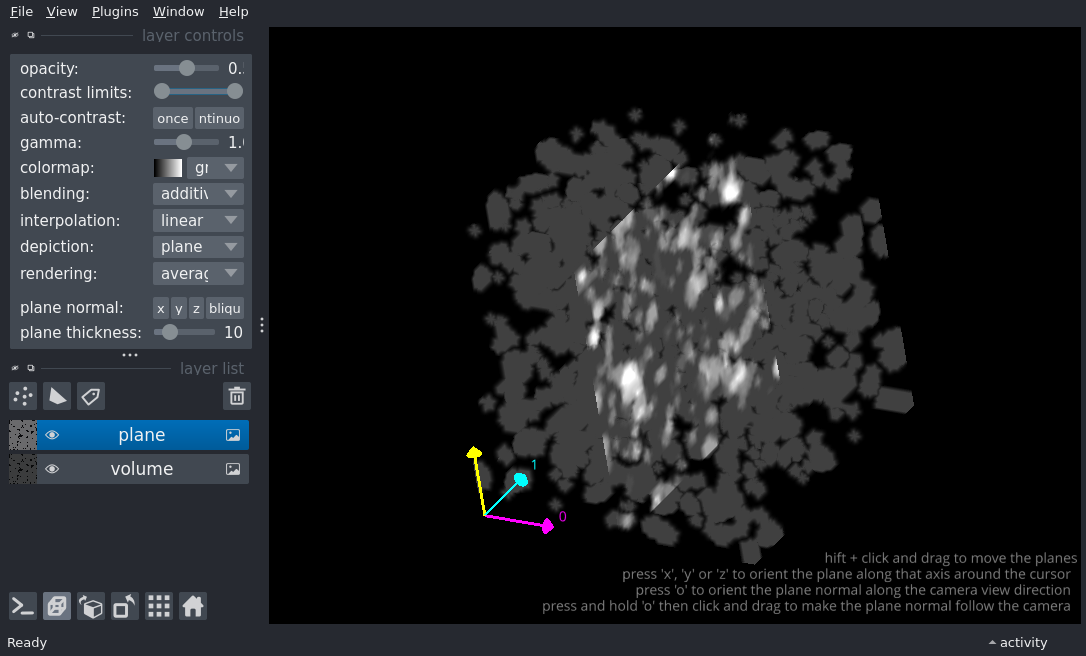 File View Plugins Window Help
layer controls
opacity: 0.
contrast limits:
auto-contrast: once ntinuo
gamma: 1.
colormap: gr
blending: additiv
interpolation: linear
depiction: plane
rendering: averag
plane normal: x y z bliqu
plane thickness: 10
layer list
plane
volume
1
0
hift + click and drag to move the planes
press 'x', 'y' or 'z' to orient the plane along that axis around the cursor
press 'o' to orient the plane normal along the camera view direction
press and hold 'o' then click and drag to make the plane normal follow the camera
Ready
activity